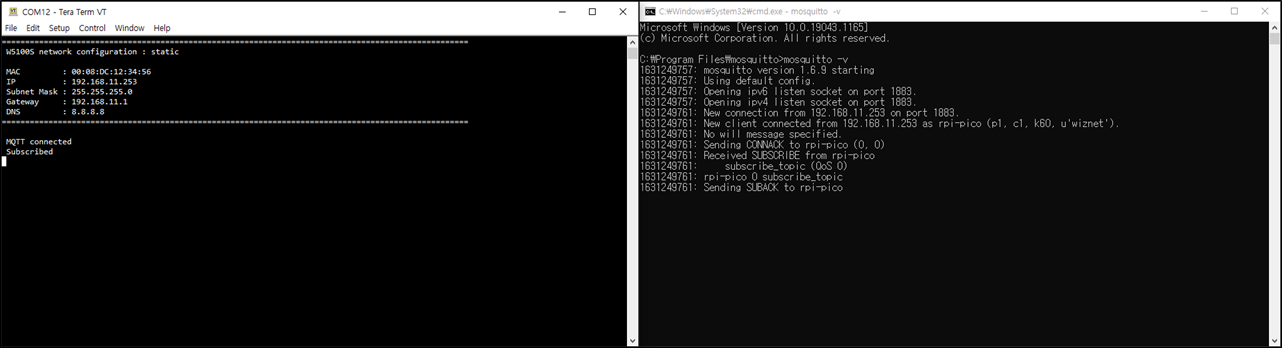 COM12 - Tera Term VT
File Edit Setup Control Window Help
====================================================================================================
W5100S network configuration : static
MAC : 00:08:DC:12:34:56
IP : 192.168.11.253
Subnet Mask : 255.255.255.0
Gateway : 192.168.11.1
DNS : 8.8.8.8
====================================================================================================
MQTT connected
Subscribed
C:₩Windows₩System32₩cmd.exe - mosquitto -v
Microsoft Windows [Version 10.0.19043.1165]
(c) Microsoft Corporation. All rights reserved.
C:₩Program Files₩mosquitto>mosquitto -v
1631249757: mosquitto version 1.6.9 starting
1631249757: Using default config.
1631249757: Opening ipv6 listen socket on port 1883.
1631249757: Opening ipv4 listen socket on port 1883.
1631249761: New connection from 192.168.11.253 on port 1883.
1631249761: New client connected from 192.168.11.253 as rpi-pico (p1, c1, k60, u'wiznet').
1631249761: No will message specified.
1631249761: Sending CONNACK to rpi-pico (0, 0)
1631249761: Received SUBSCRIBE from rpi-pico
1631249761: subscribe_topic (QoS 0)
1631249761: rpi-pico 0 subscribe_topic
1631249761: Sending SUBACK to rpi-pico